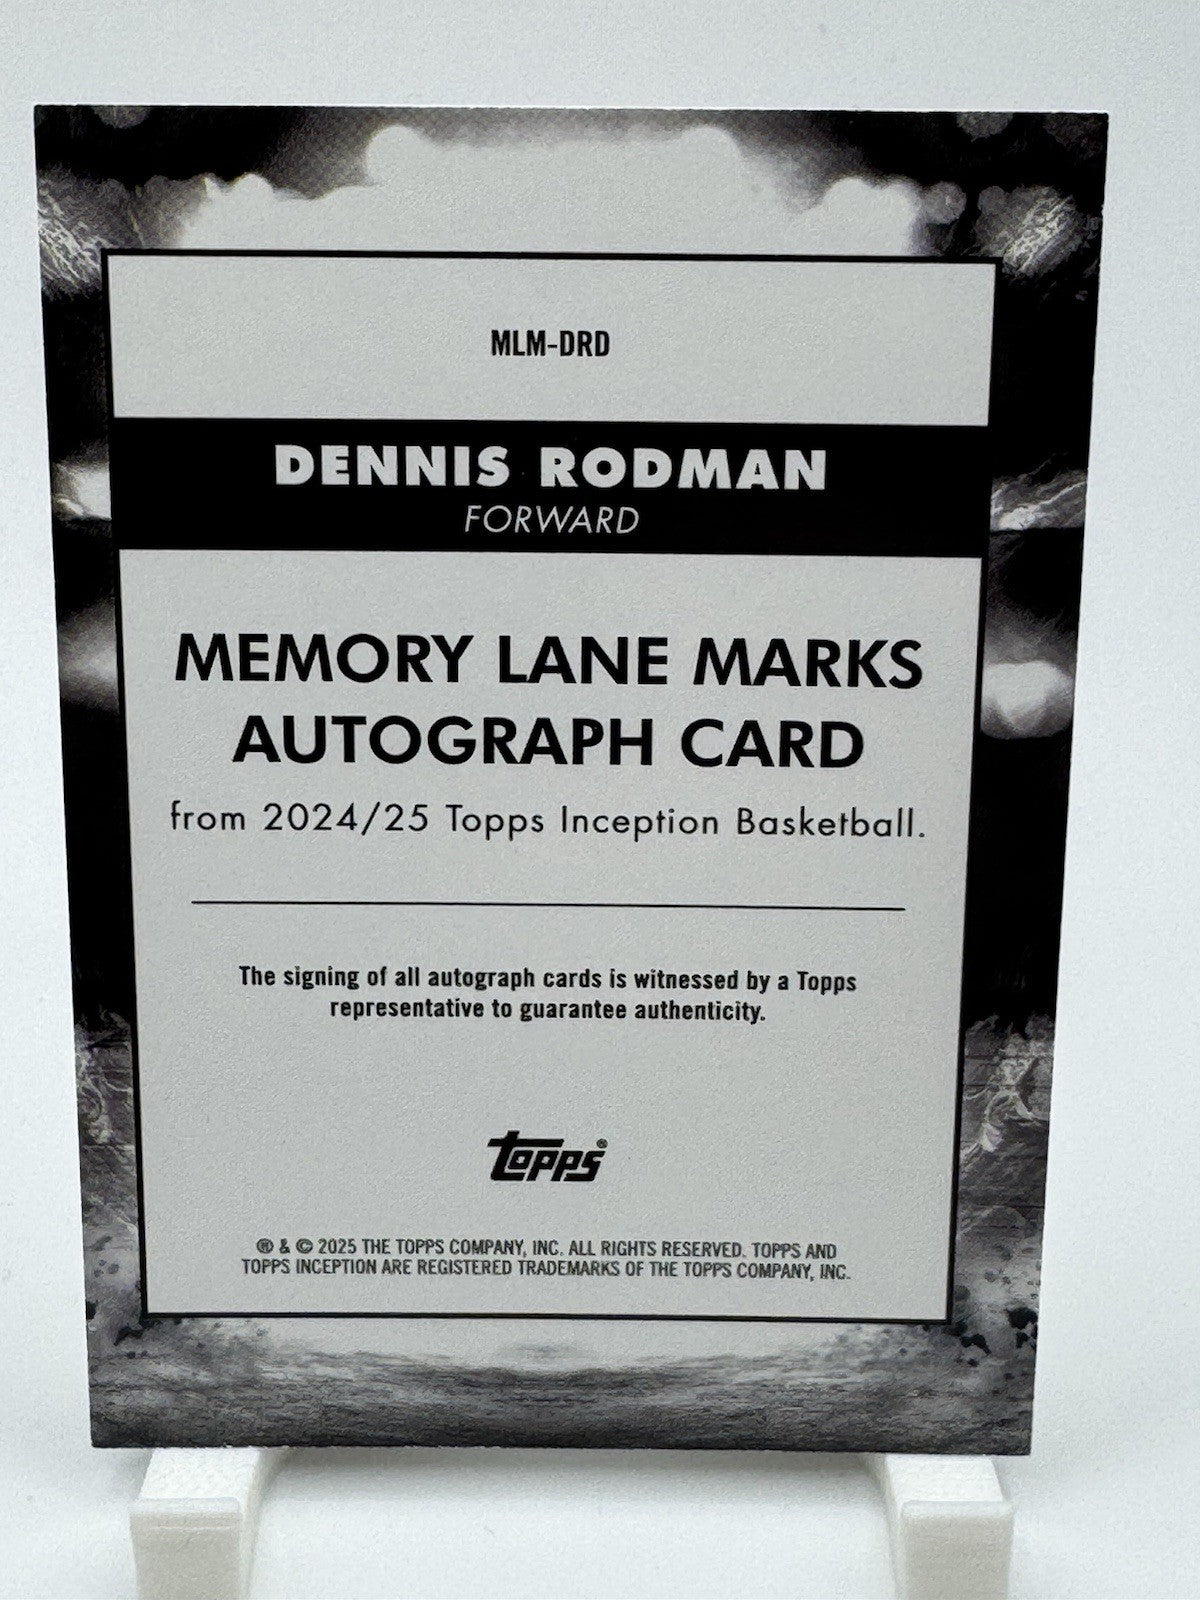 MLM-DRD
DENNIS RODMAN
FORWARD
MEMORY LANE MARKS
AUTOGRAPH CARD
from 2024/25 Topps Inception Basketball.
The signing of all autograph cards is witnessed by a Topps
representative to guarantee authenticity.
topps®
® & © 2025 THE TOPPS COMPANY, INC. ALL RIGHTS RESERVED. TOPPS AND
TOPPS INCEPTION ARE REGISTERED TRADEMARKS OF THE TOPPS COMPANY, INC.